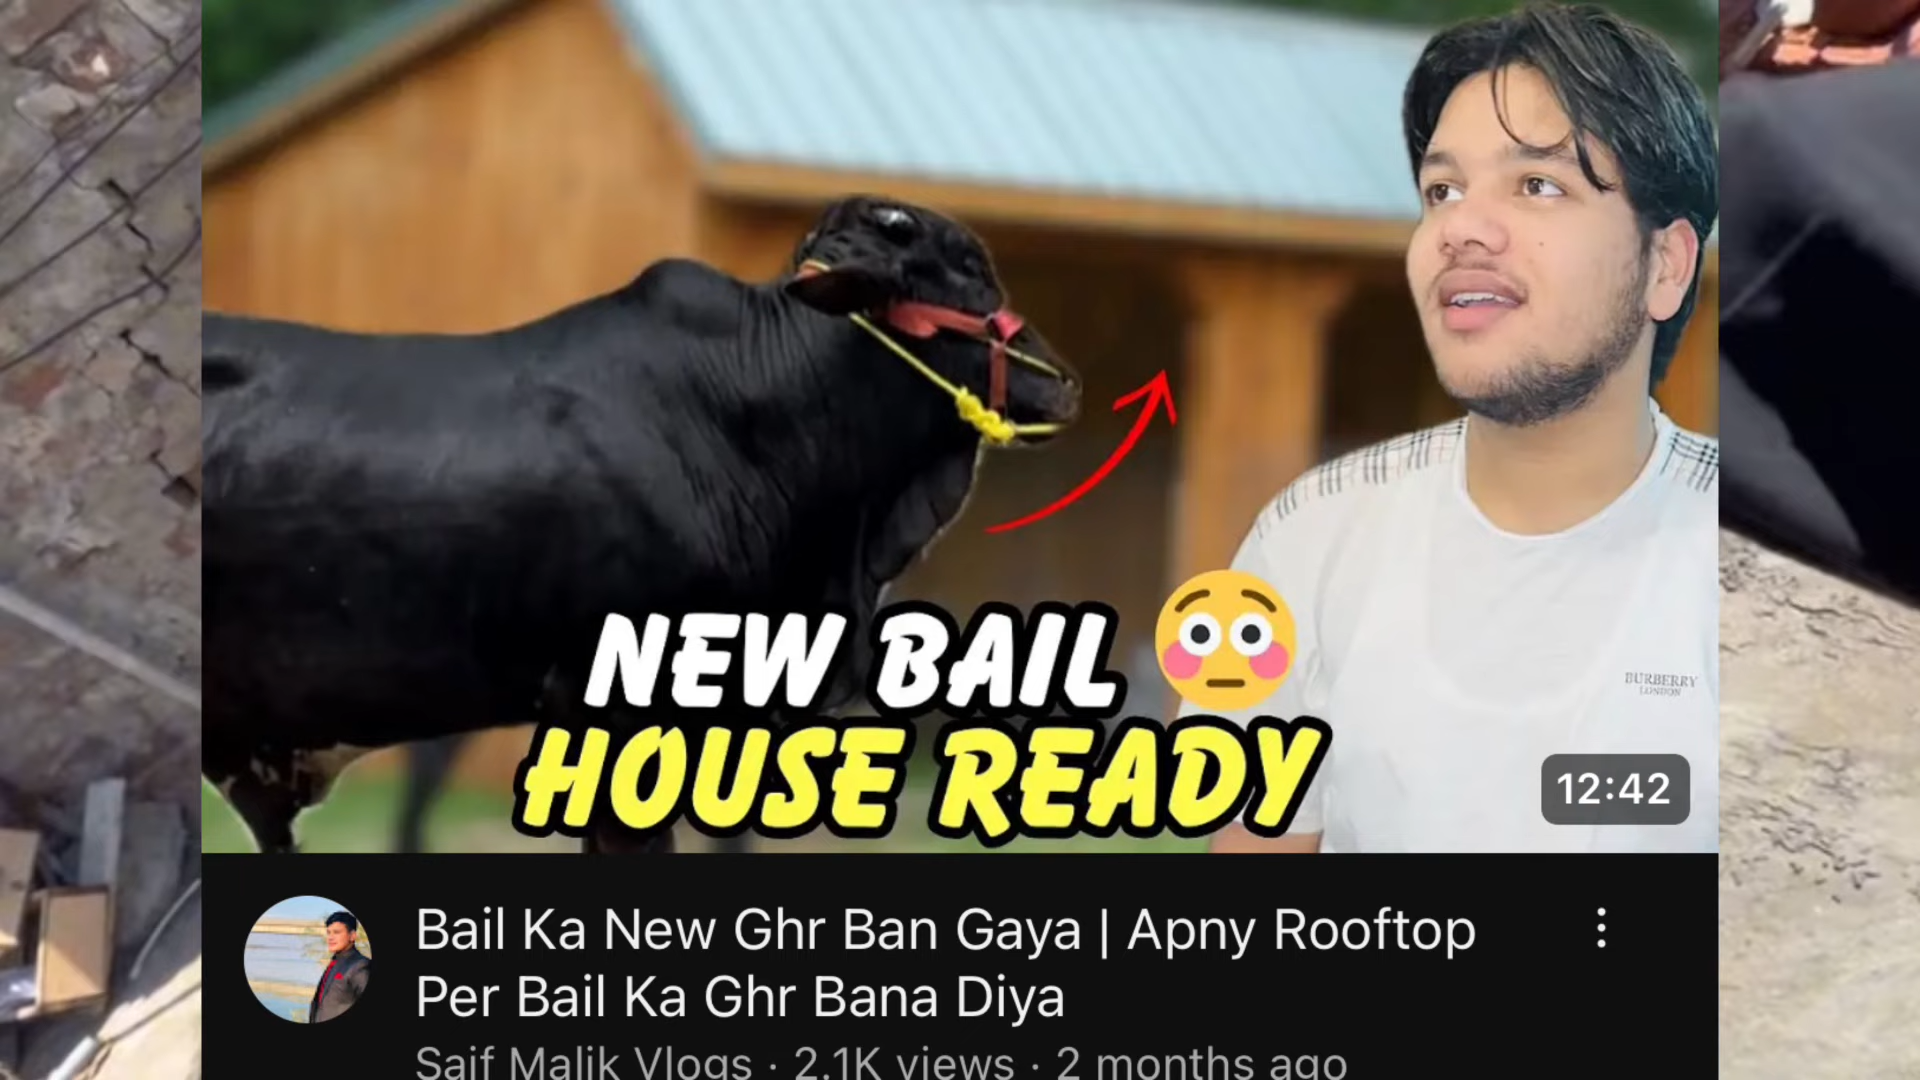 NEW BAIL
HOUSE READY
BURBERRY
LONDON
12:42
Bail Ka New Ghr Ban Gaya | Apny Rooftop
Per Bail Ka Ghr Bana Diya
Saif Malik Vlogs · 2.1K views · 2 months ago